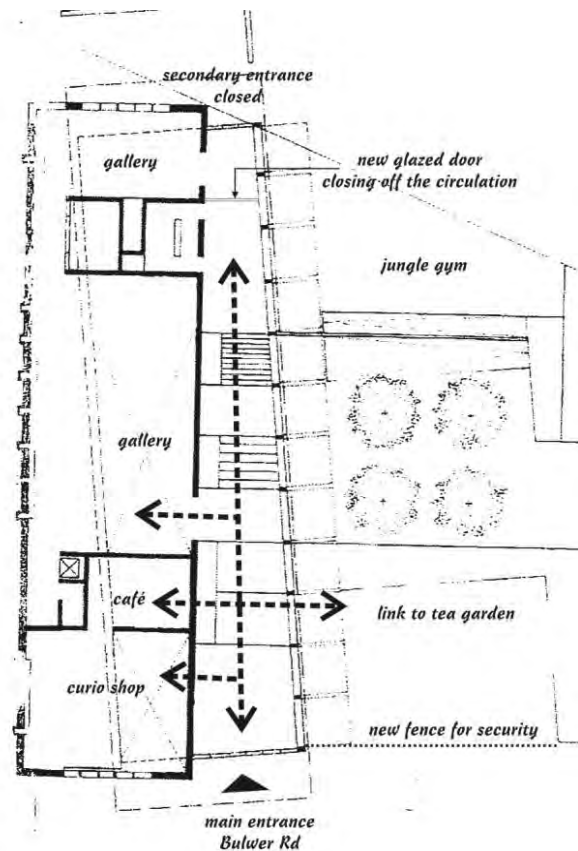 secondary entrance
closed
gallery
new glazed door
closing off the circulation
jungle gym
gallery
café
link to tea garden
curio shop
new fence for security
main entrance
Bulwer Rd